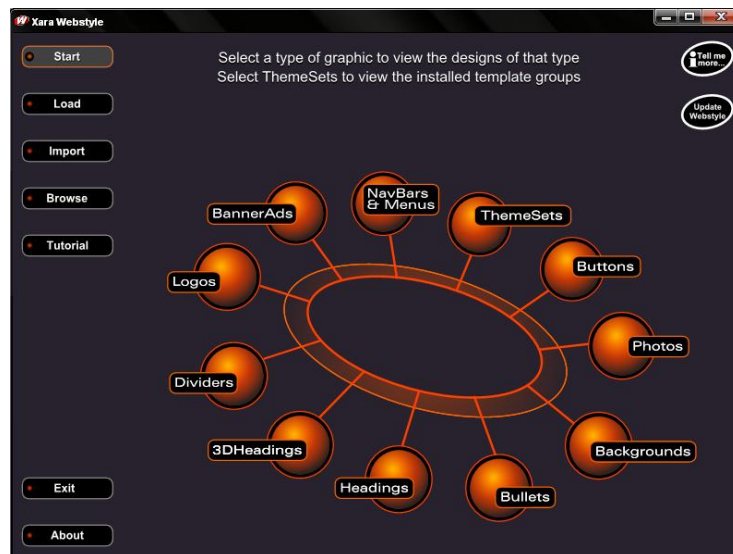 Xara Webstyle
Start
Load
Import
Browse
Tutorial
Exit
About
Select a type of graphic to view the designs of that type
Select ThemeSets to view the installed template groups
Tell me
more...
Update
Webstyle
BannerAds
NavBars
& Menus
ThemeSets
Logos
Buttons
Photos
Dividers
3DHeadings
Headings
Bullets
Backgrounds